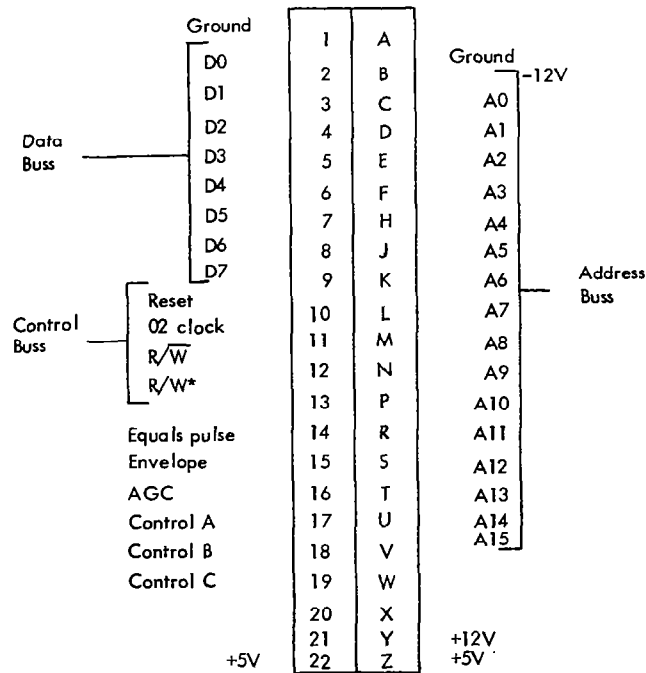 Ground 1 A Ground
D0 2 B -12V
D1 3 C A0
D2 4 D A1
Data Buss D3 5 E A2
D4 6 F A3
D5 7 H A4
D6 8 J A5
D7 9 K A6 Address Buss
Reset 10 L A7
Control Buss 02 clock 11 M A8
R/W̅ 12 N A9
R/W* 13 P A10
Equals pulse 14 R A11
Envelope 15 S A12
AGC 16 T A13
Control A 17 U A14
Control B 18 V A15
Control C 19 W
20 X
21 Y +12V
+5V 22 Z +5V